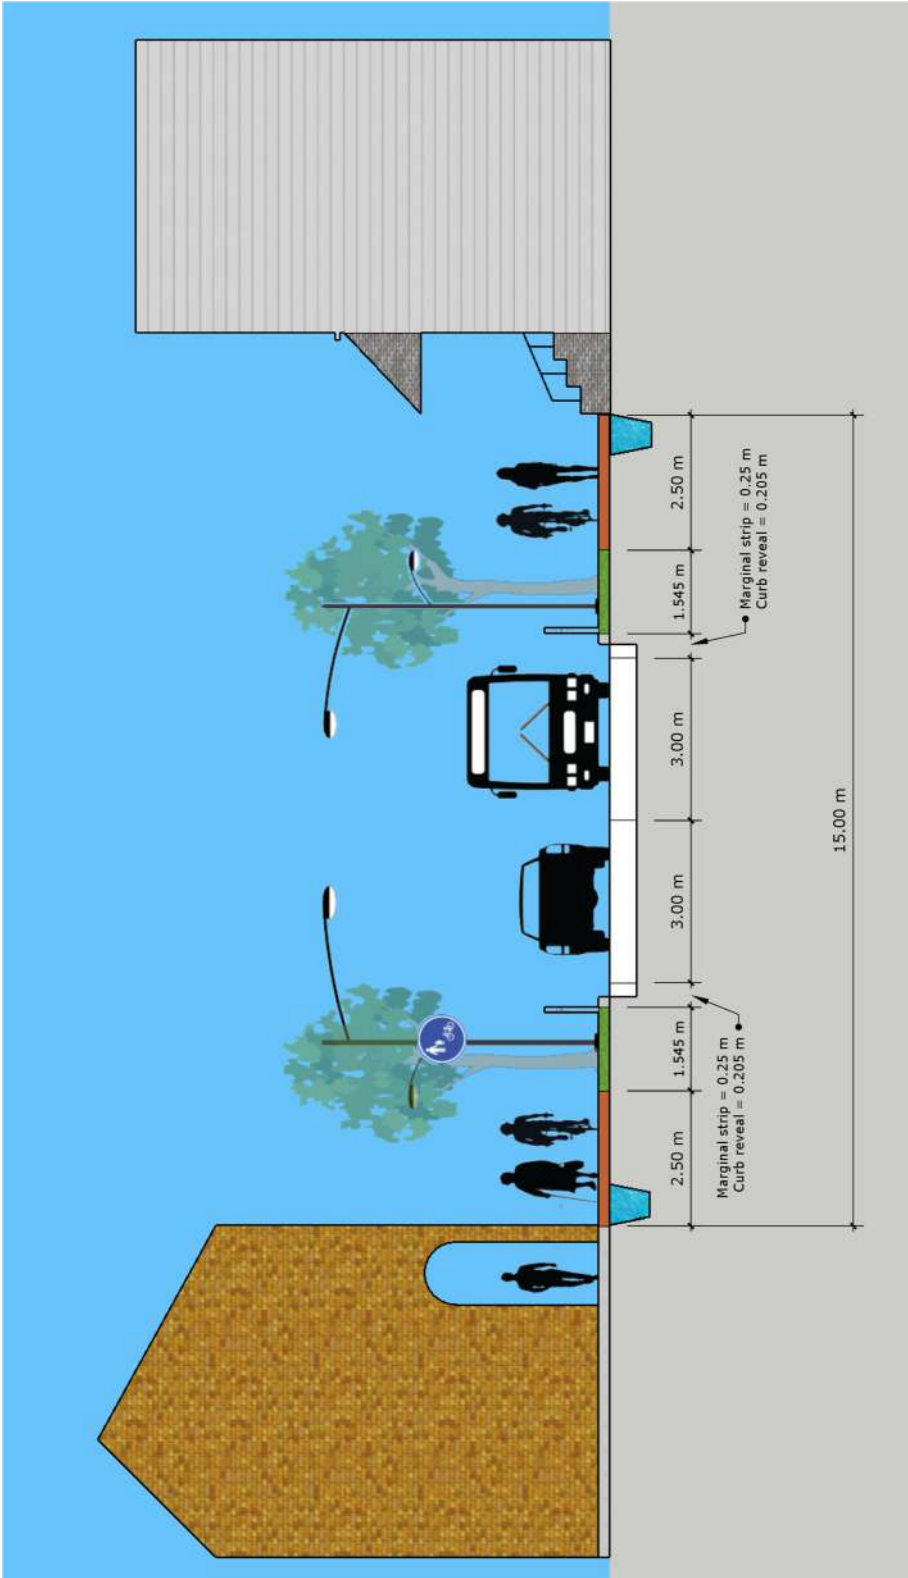 2.50 m
1.545 m
3.00 m
3.00 m
1.545 m
2.50 m
Marginal strip = 0.25 m
Curb reveal = 0.205 m
Marginal strip = 0.25 m
Curb reveal = 0.205 m
15.00 m